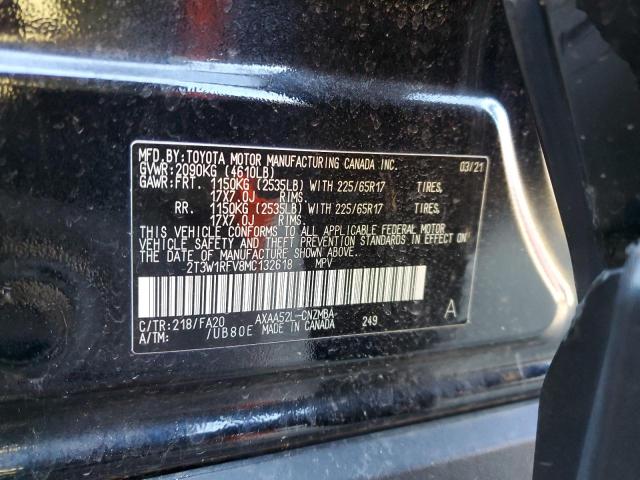 MFD.BY:TOYOTA MOTOR MANUFACTURING CANADA INC. 03/21
GVWR:2090KG (4610LB)
GAWR:FRT. 1150KG (2535LB) WITH 225/65R17 TIRES,
17X7.0J RIMS.
RR. 1150KG (2535LB) WITH 225/65R17 TIRES,
17X7.0J RIMS.
THIS VEHICLE CONFORMS TO ALL APPLICABLE FEDERAL MOTOR
VEHICLE SAFETY AND THEFT PREVENTION STANDARDS IN EFFECT
ON THE DATE OF MANUFACTURE SHOWN ABOVE.
2T3W1RFV8MC132618 MPV
C/TR:218/FA20 AXAA52L-CNZMBA A
A/TM: /UB80E MADE IN CANADA 249